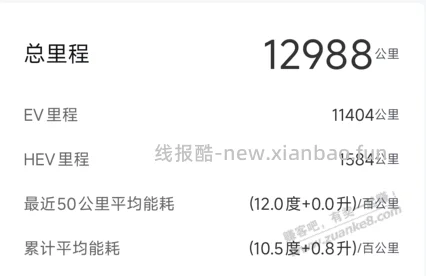 总里程 12988公里
EV里程 11404公里
HEV里程 1584公里
线报酷-new.xianbao.fun
最近50公里平均能耗 (12.0度+0.0升)/百公里
累计平均能耗 (10.5度+0.8升)/百公里
www.zuanke8.com